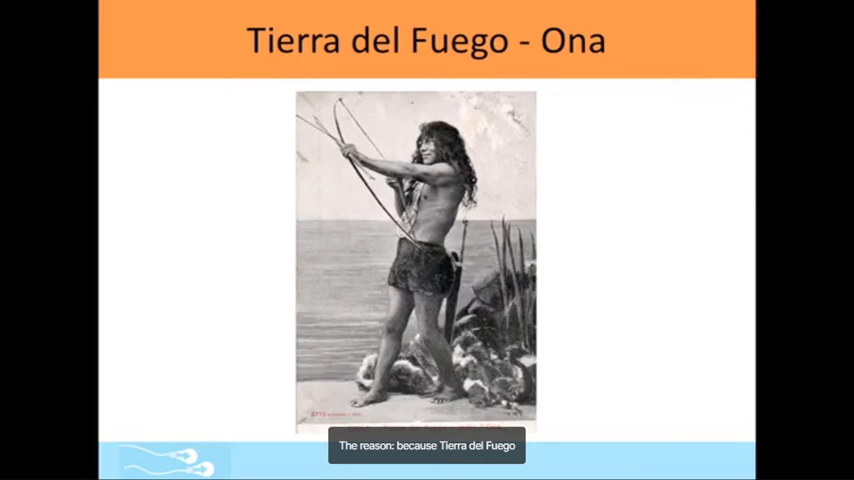 Tierra del Fuego - Ona
The reason: because Tierra del Fuego